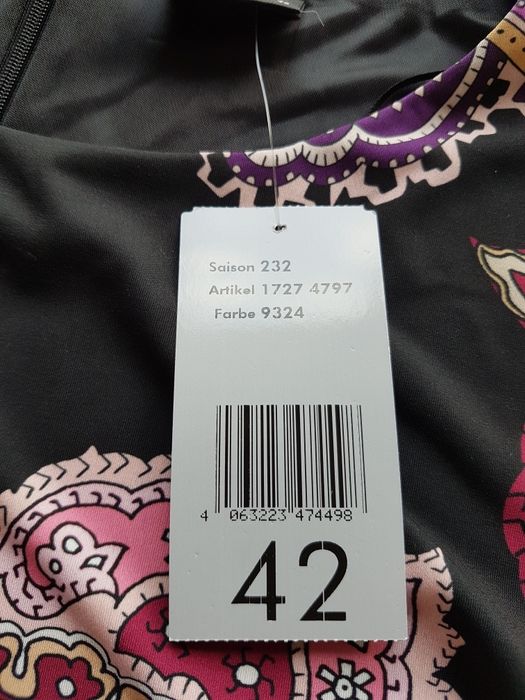 Saison 232
Artikel 1727 4797
Farbe 9324
4 063223 474498
42